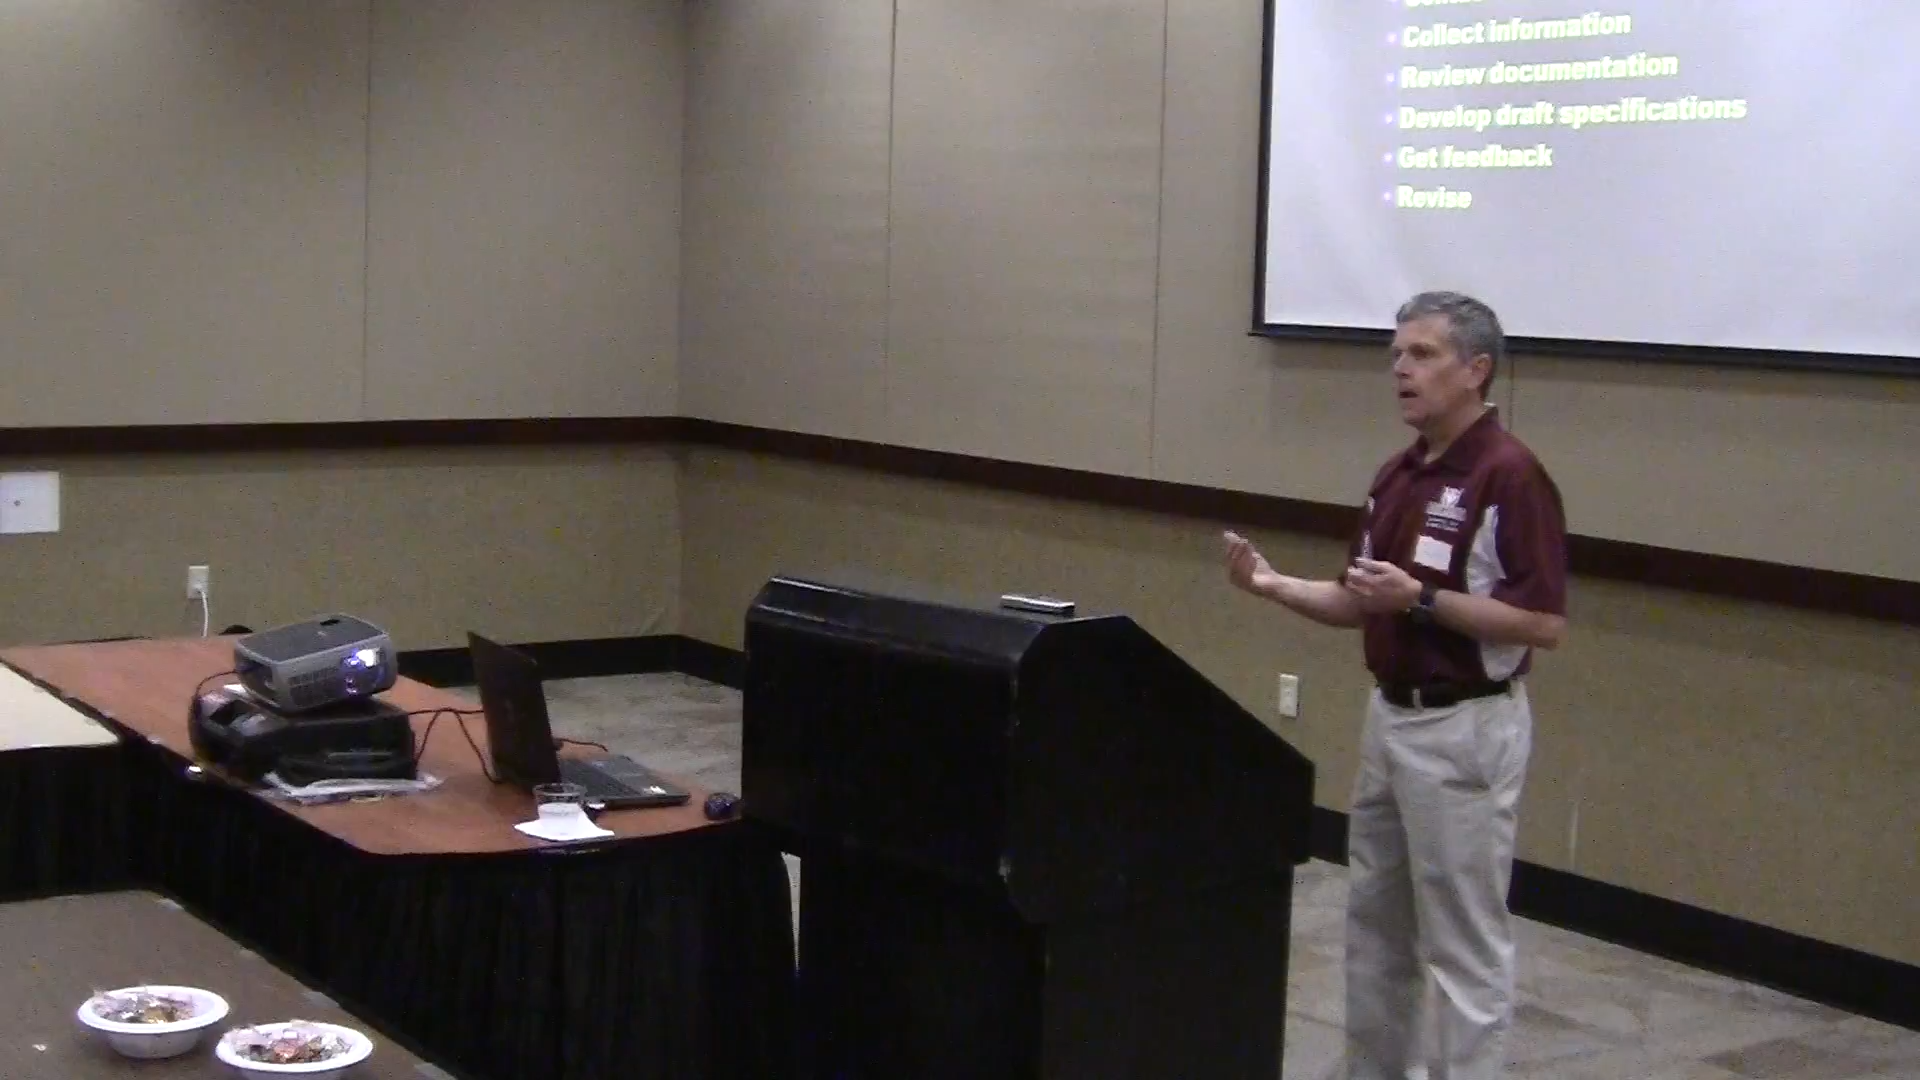 Collect information
Review documentation
Develop draft specifications
Get feedback
Revise